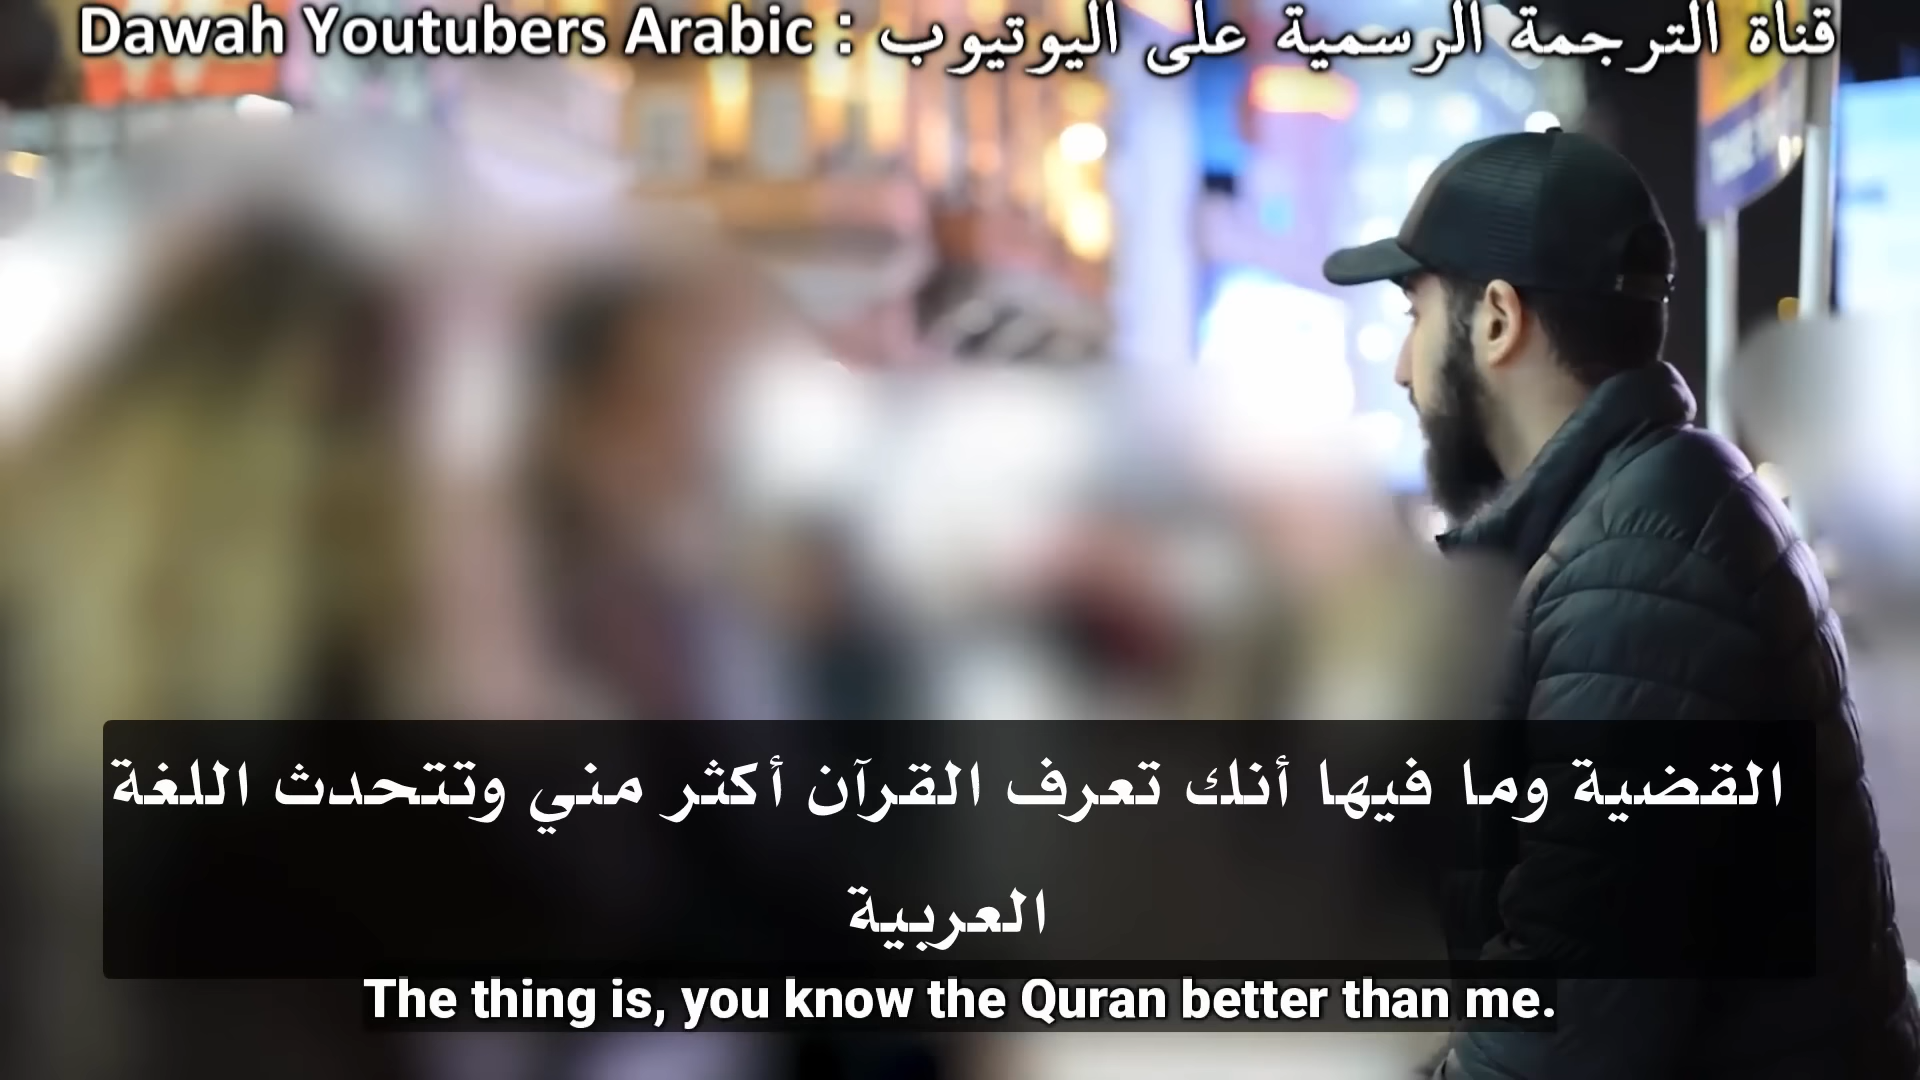 Dawah Youtubers Arabic : قناة الترجمة الرسمية على اليوتيوب
القضية وما فيها أنك تعرف القرآن أكثر مني وتتحدث اللغة
العربية
The thing is, you know the Quran better than me.